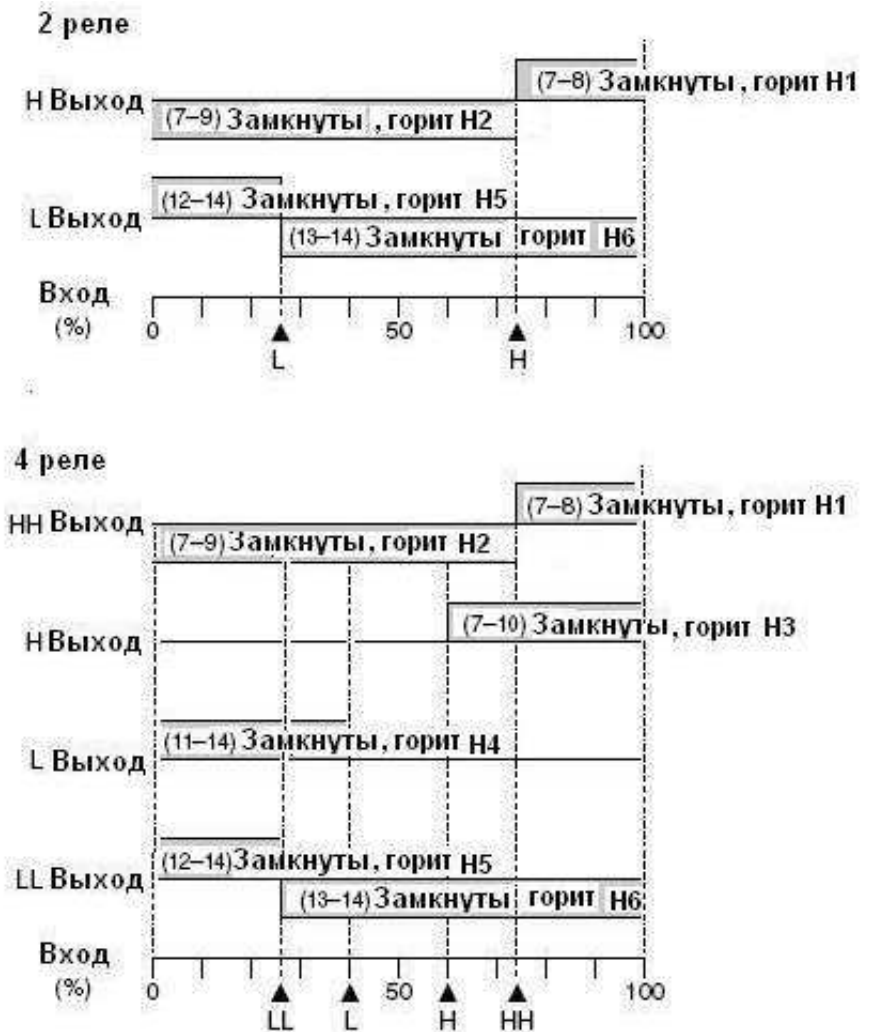 2 реле
(7–8) Замкнуты, горит H1
H Выход
(7–9) Замкнуты, горит H2
(12–14) Замкнуты, горит H5
L Выход
(13–14) Замкнуты горит H6
Вход
(%) 0 50 100
L H
4 реле
(7–8) Замкнуты, горит H1
HH Выход
(7–9) Замкнуты, горит H2
(7–10) Замкнуты, горит H3
H Выход
(11–14) Замкнуты, горит H4
L Выход
(12–14) Замкнуты, горит H5
LL Выход
(13–14) Замкнуты горит H6
Вход
(%) 0 50 100
LL L H HH